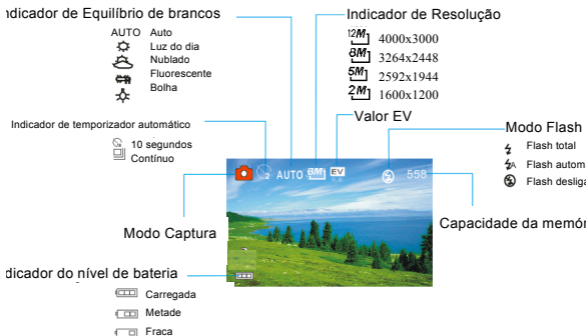 ndicador de Equilíbrio de brancos
AUTO Auto
Luz do dia
Nublado
Fluorescente
Bolha
Indicador de Resolução
12M 4000x3000
8M 3264x2448
5M 2592x1944
2M 1600x1200
Valor EV
Modo Flash
Flash total
Flash autom
Flash desliga
Indicador de temporizador automático
10 segundos
Contínuo
2 AUTO 8M EV 558
Modo Captura
Capacidade da memór
dicador do nível de bateria
Carregada
Metade
Fraca